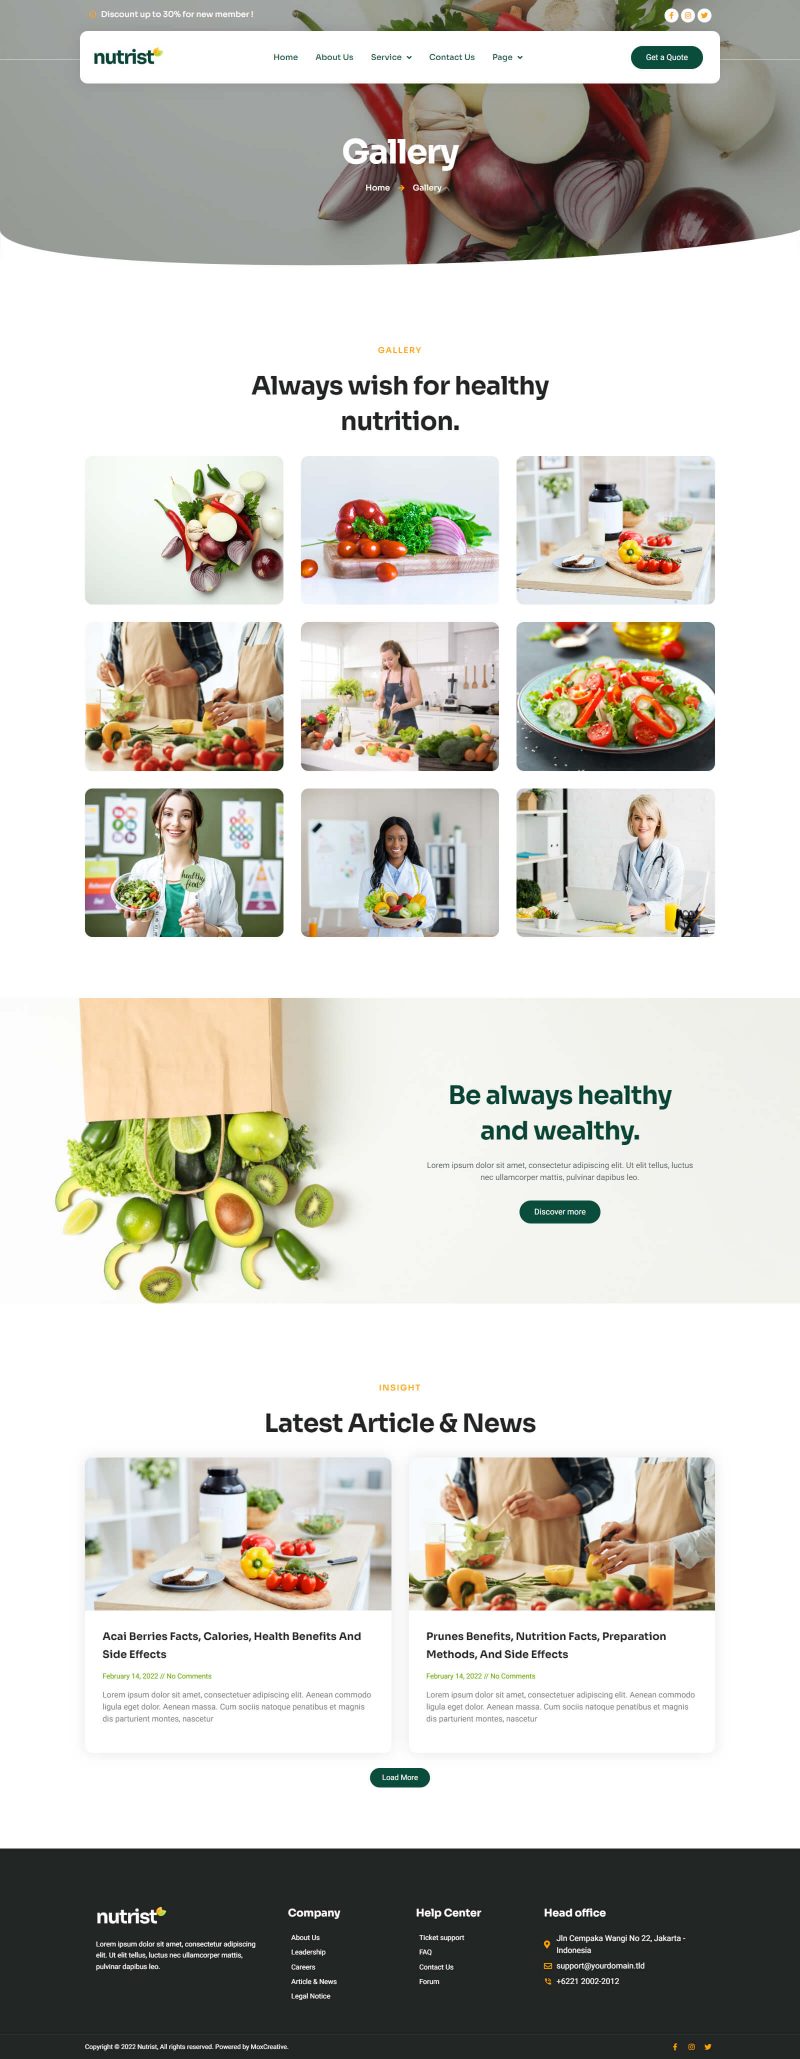 Discount up to 30% for new member !
nutrist
Home
About Us
Service
Contact Us
Page
Get a Quote
Gallery
Home
Gallery
GALLERY
Always wish for healthy
nutrition.
healthy
food
Be always healthy
and wealthy.
Lorem ipsum dolor sit amet, consectetur adipiscing elit. Ut elit tellus, luctus
nec ullamcorper mattis, pulvinar dapibus leo.
Discover more
INSIGHT
Latest Article & News
Acai Berries Facts, Calories, Health Benefits And
Side Effects
February 14, 2022 // No Comments
Lorem ipsum dolor sit amet, consectetuer adipiscing elit. Aenean commodo
ligula eget dolor. Aenean massa. Cum sociis natoque penatibus et magnis
dis parturient montes, nascetur
Prunes Benefits, Nutrition Facts, Preparation
Methods, And Side Effects
February 14, 2022 // No Comments
Lorem ipsum dolor sit amet, consectetuer adipiscing elit. Aenean commodo
ligula eget dolor. Aenean massa. Cum sociis natoque penatibus et magnis
dis parturient montes, nascetur
Load More
nutrist
Lorem ipsum dolor sit amet, consectetur adipiscing
elit. Ut elit tellus, luctus nec ullamcorper mattis,
pulvinar dapibus leo.
Company
About Us
Leadership
Careers
Article & News
Legal Notice
Help Center
Ticket support
FAQ
Contact Us
Forum
Head office
Jln Cempaka Wangi No 22, Jakarta -
Indonesia
support@yourdomain.tld
+6221 2002-2012
Copyright © 2022 Nutrist, All rights reserved. Powered by MoxCreative.